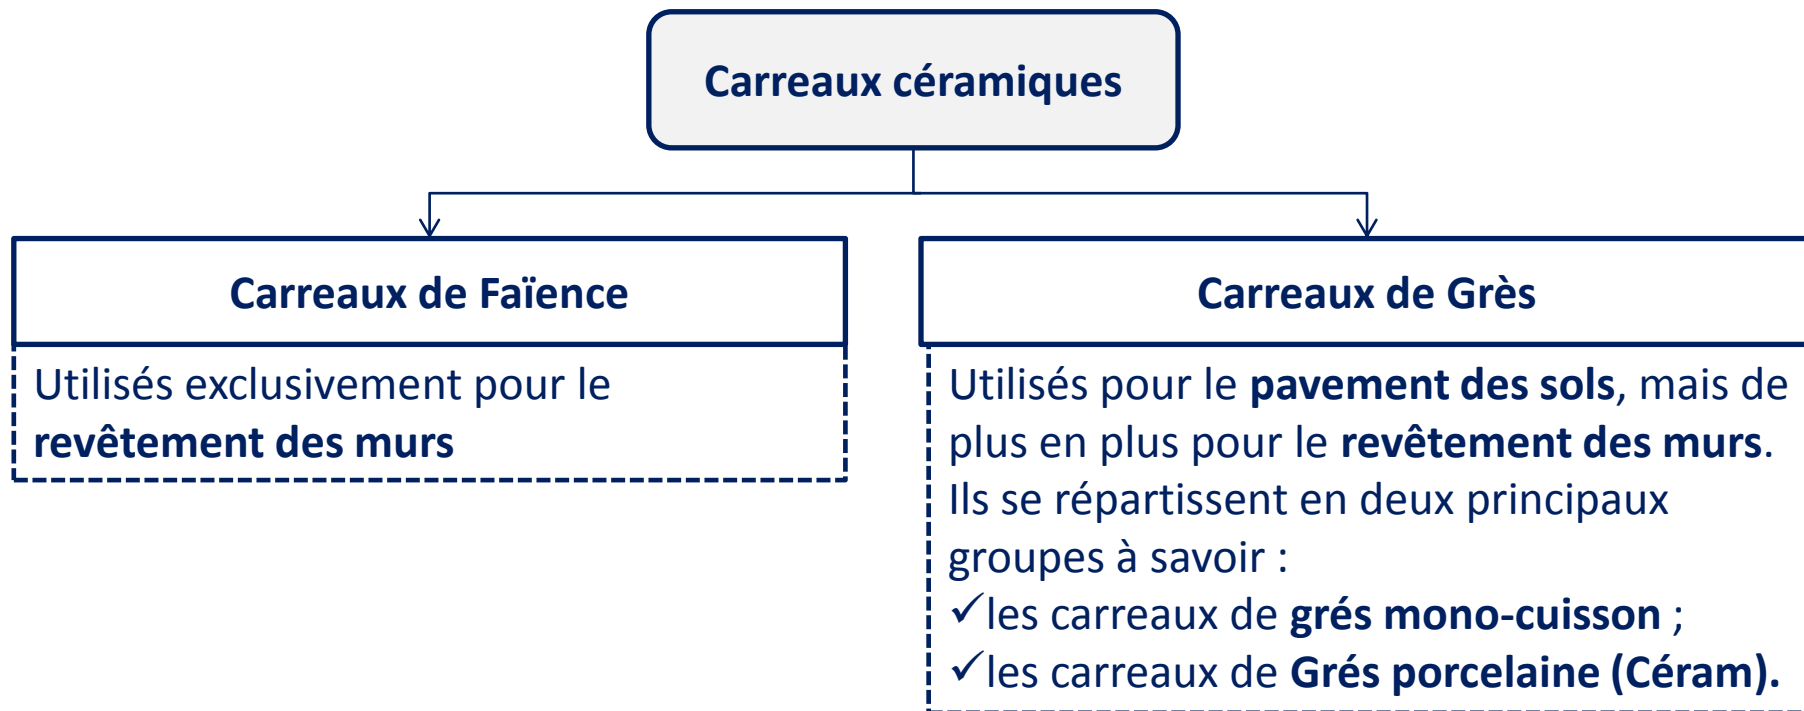 Carreaux céramiques
Carreaux de Faïence
Utilisés exclusivement pour le
revêtement des murs
Carreaux de Grès
Utilisés pour le pavement des sols, mais de
plus en plus pour le revêtement des murs.
Ils se répartissent en deux principaux
groupes à savoir :
✓les carreaux de grés mono-cuisson ;
✓les carreaux de Grés porcelaine (Céram).